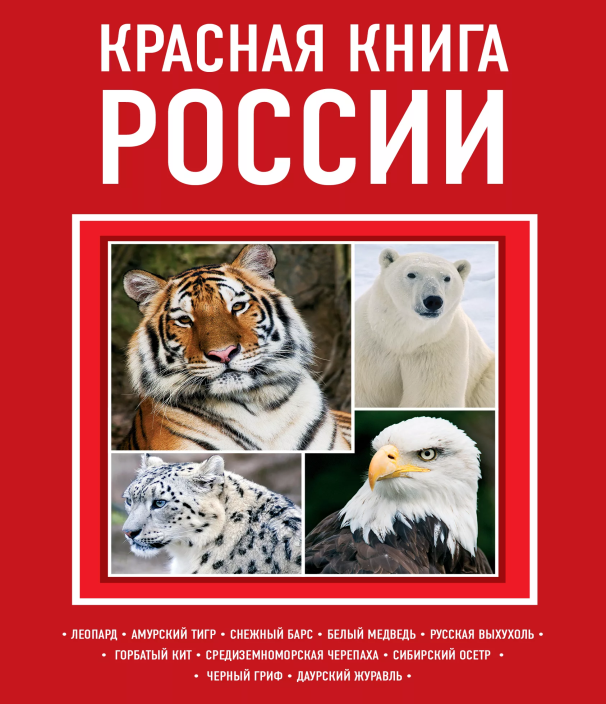 КРАСНАЯ КНИГА
РОССИИ
• ЛЕОПАРД • АМУРСКИЙ ТИГР • СНЕЖНЫЙ БАРС • БЕЛЫЙ МЕДВЕДЬ • РУССКАЯ ВЫХУХОЛЬ •
• ГОРБАТЫЙ КИТ • СРЕДИЗЕМНОМОРСКАЯ ЧЕРЕПАХА • СИБИРСКИЙ ОСЕТР •
• ЧЕРНЫЙ ГРИФ • ДАУРСКИЙ ЖУРАВЛЬ •